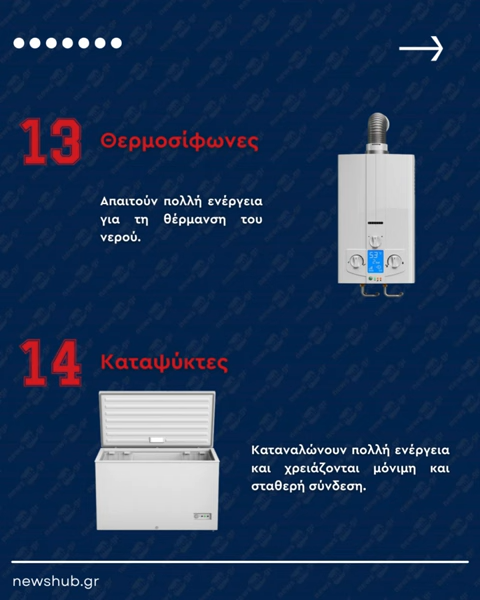 13
Θερμοσίφωνες
Απαιτούν πολλή ενέργεια
για τη θέρμανση του
νερού.
14
Καταψύκτες
Καταναλώνουν πολλή ενέργεια
και χρειάζονται μόνιμη και
σταθερή σύνδεση.
newshub.gr